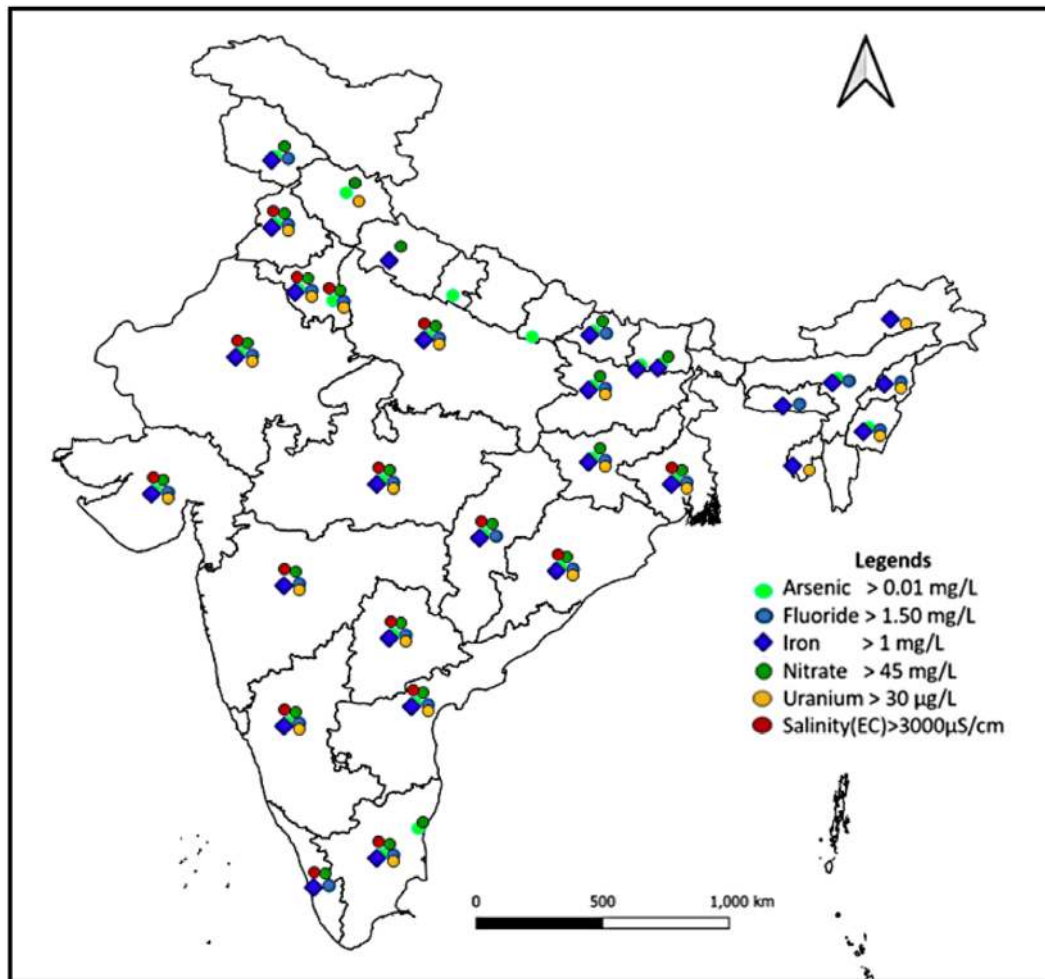 Legends
Arsenic > 0.01 mg/L
Fluoride > 1.50 mg/L
Iron > 1 mg/L
Nitrate > 45 mg/L
Uranium > 30 µg/L
Salinity(EC)>3000µS/cm
0 500 1,000 km